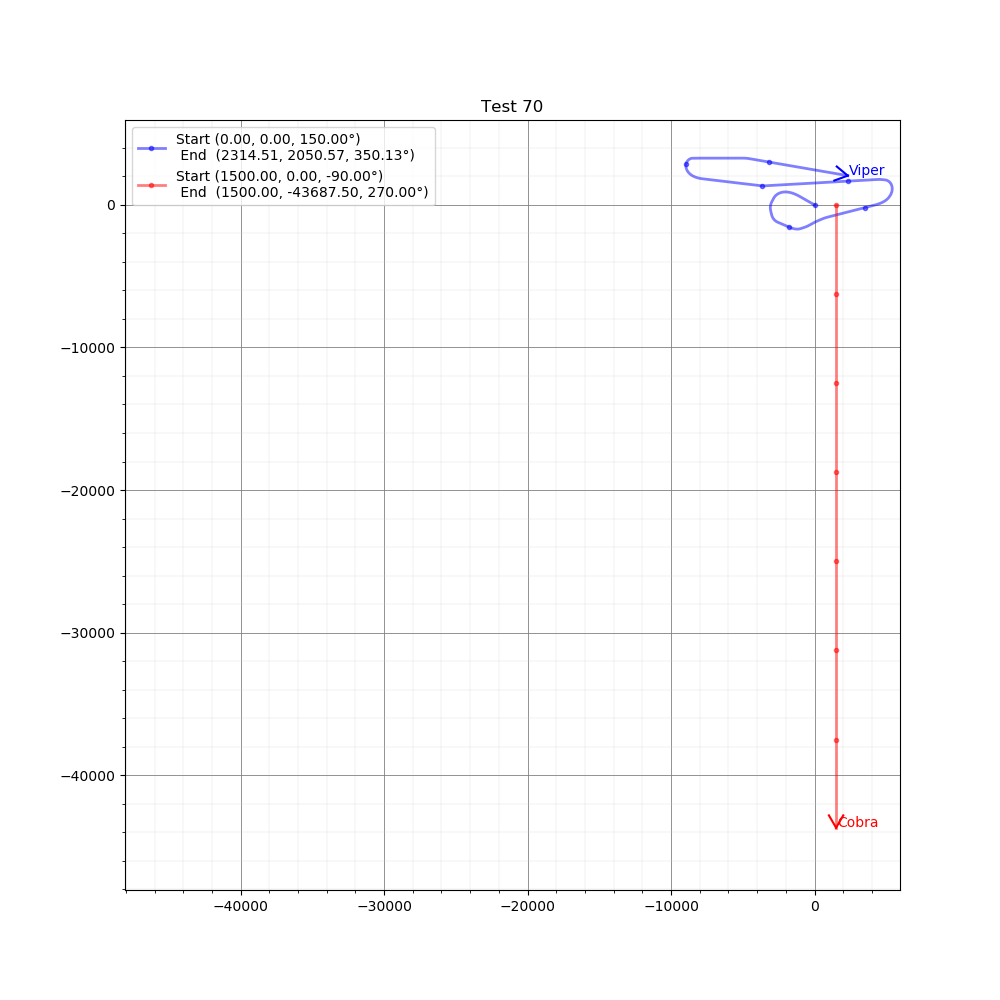 Test 70
Start (0.00, 0.00, 150.00°)
End  (2314.51, 2050.57, 350.13°)
Start (1500.00, 0.00, -90.00°)
End  (1500.00, -43687.50, 270.00°)
Viper
0
−10000
−20000
−30000
−40000
Cobra
−40000
−30000
−20000
−10000
0